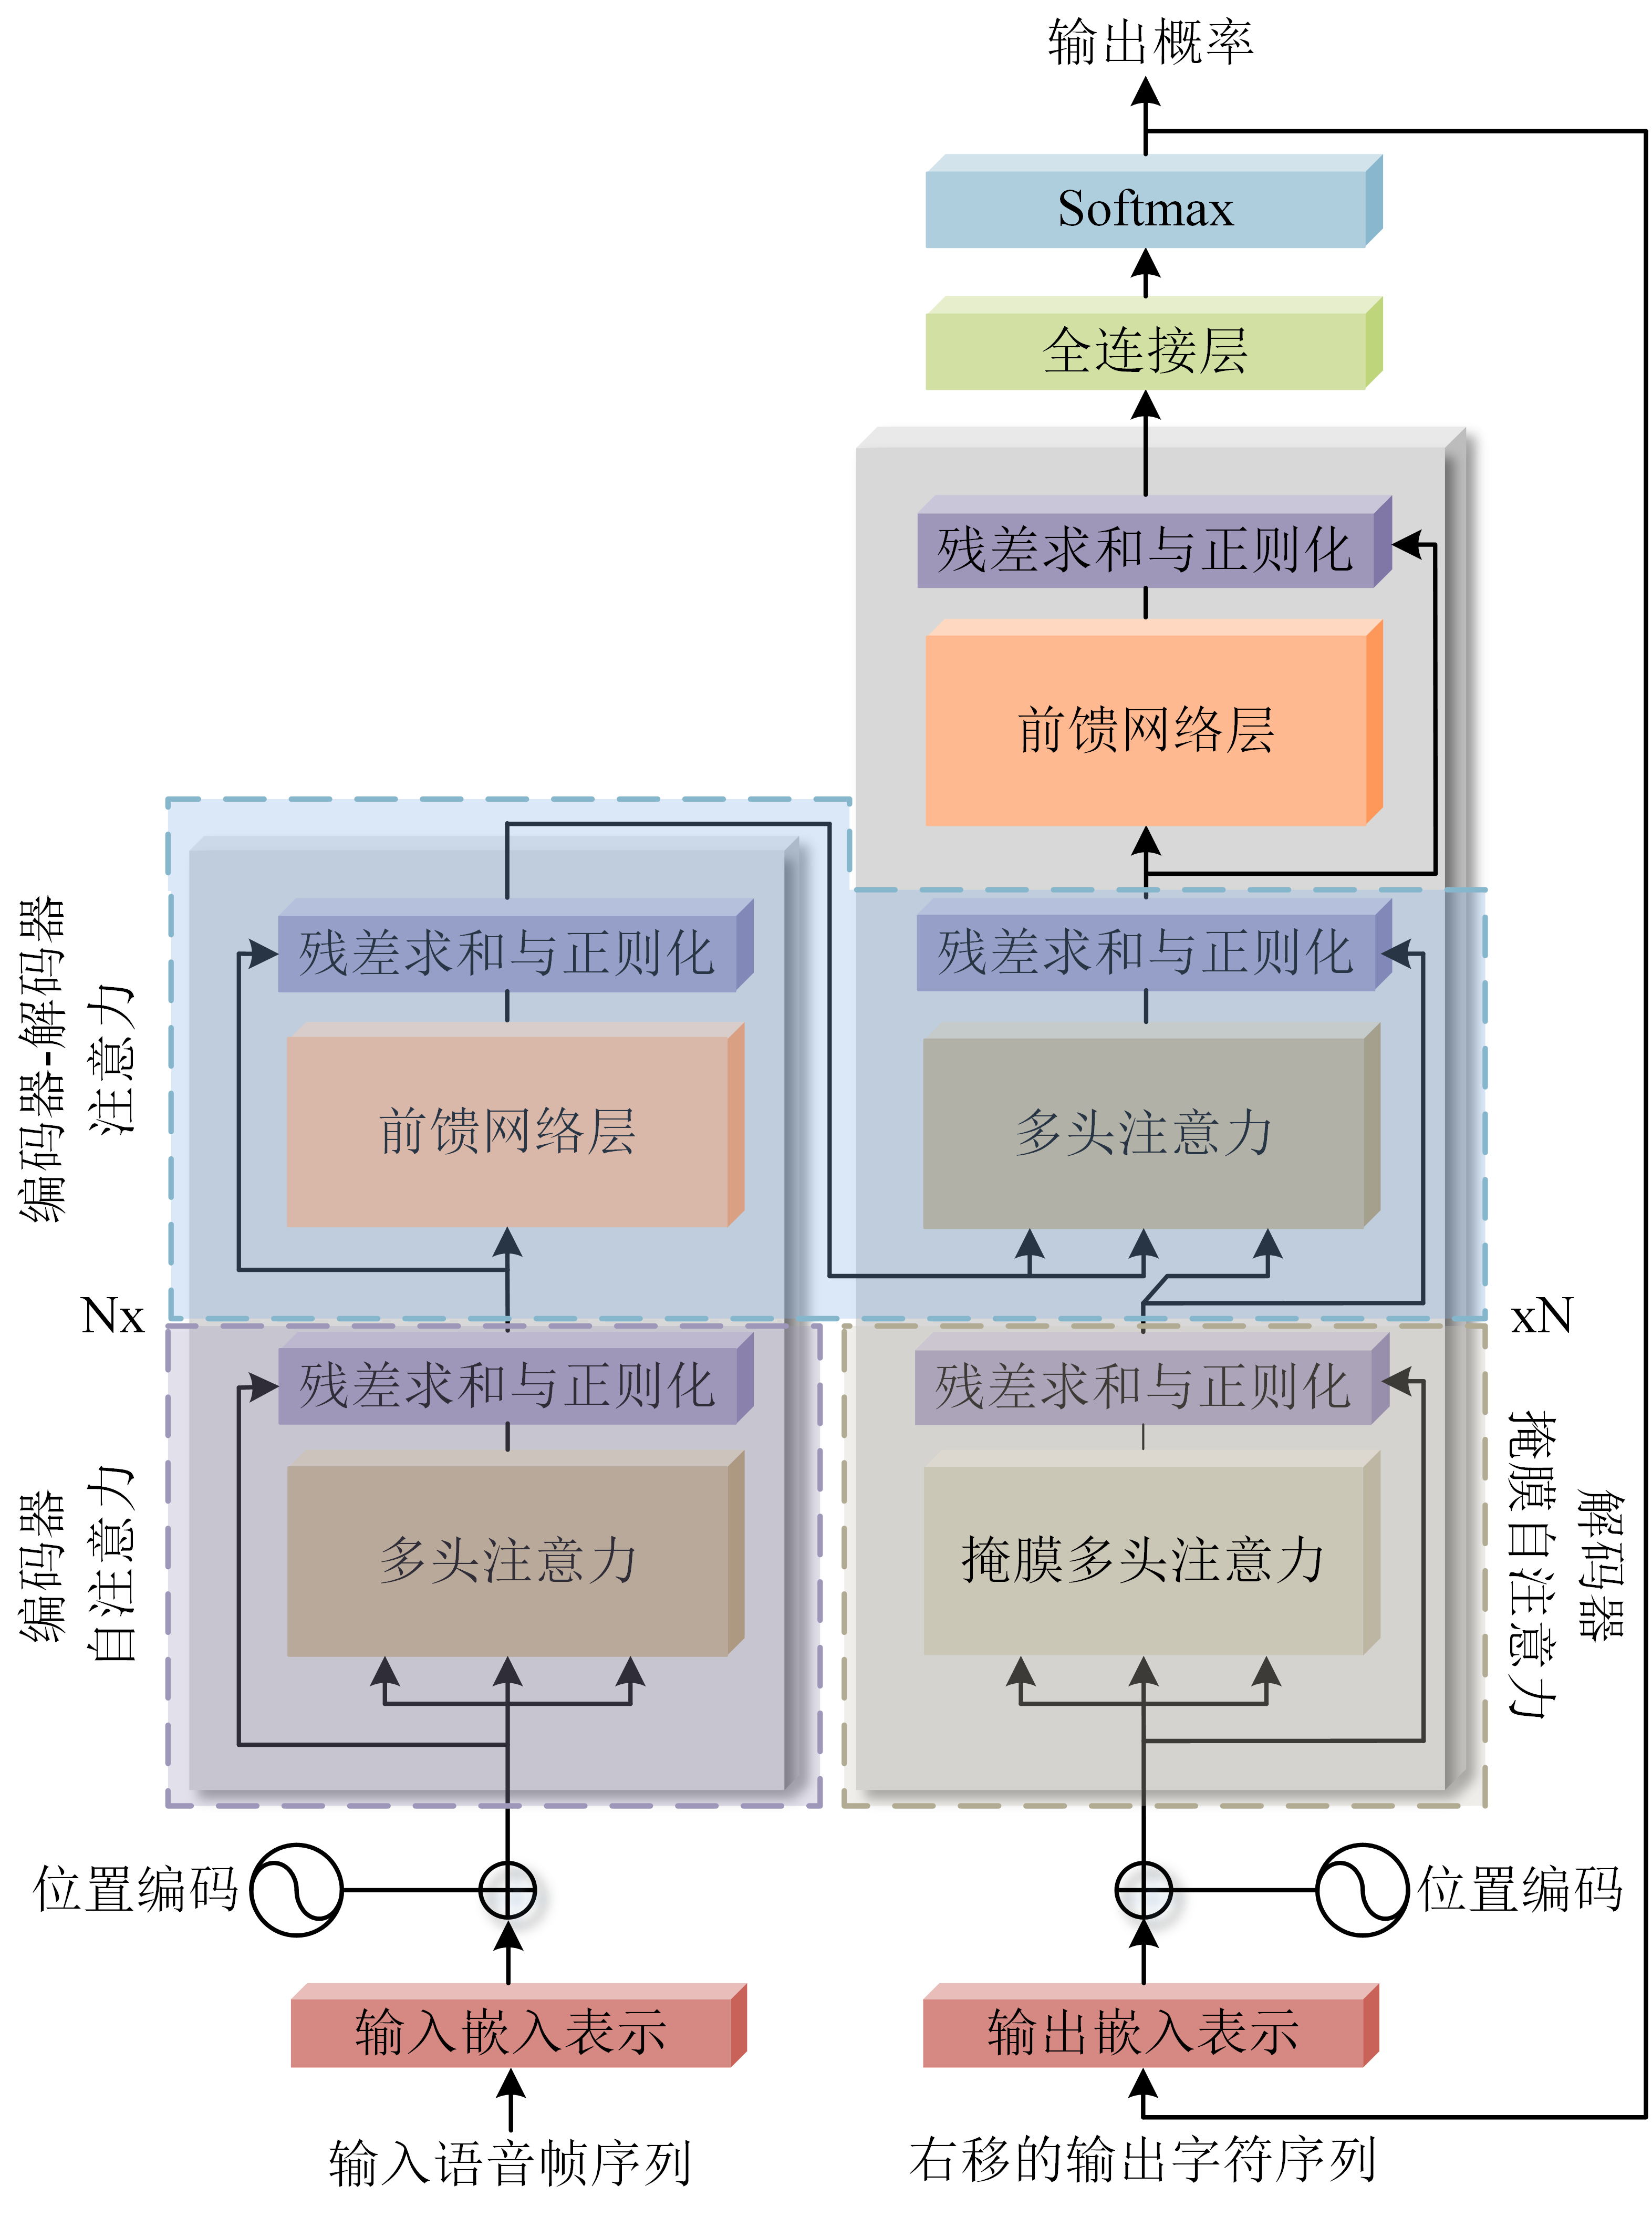 输出概率
Softmax
全连接层
残差求和与正则化
前馈网络层
编码器-解码器
注意力
残差求和与正则化
前馈网络层
残差求和与正则化
多头注意力
Nx
xN
编码器
自注意力
残差求和与正则化
多头注意力
残差求和与正则化
掩膜多头注意力
解码器
掩膜自注意力
位置编码
位置编码
输入嵌入表示
输出嵌入表示
输入语音帧序列
右移的输出字符序列